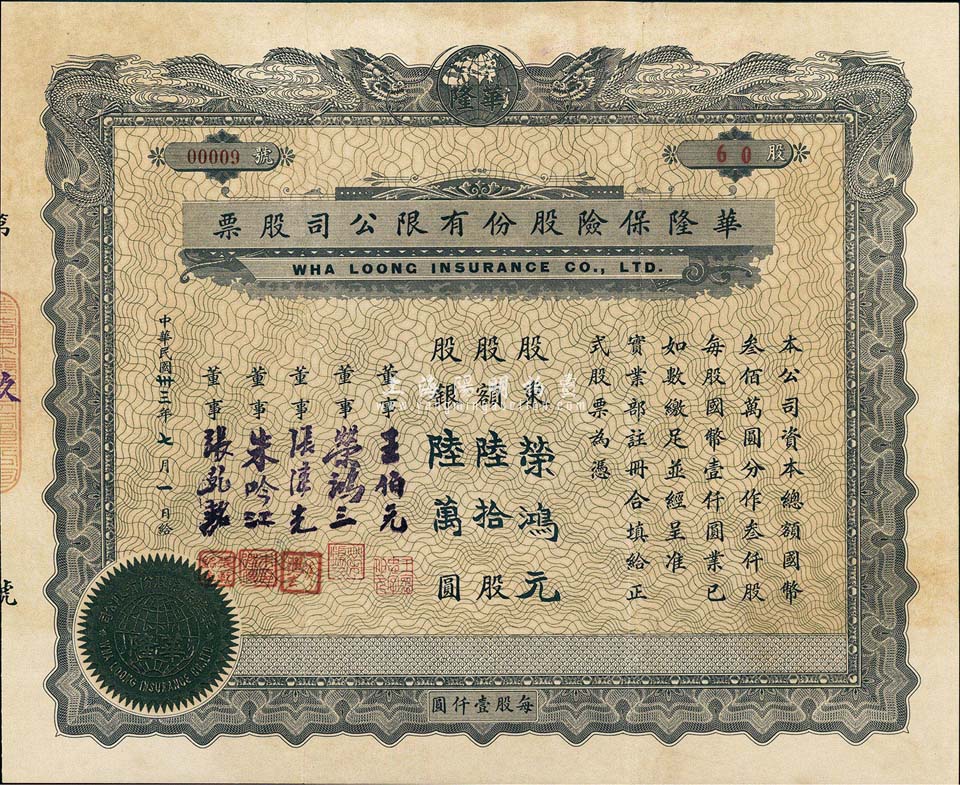 華隆
00009 號
60 股
華隆保險股份有限公司股票
WHA LOONG INSURANCE CO., LTD.
本公司資本總額國幣
叁佰萬圓分作叁仟股
每股國幣壹仟圓業已
如數繳足並經呈准
實業部註冊合填給正
式股票為憑
股東 榮鴻元
股額 陸拾股
股銀 陸萬圓
董事 王伯元
董事 榮鴻三
董事
董事 朱吟江
董事
中華民國卅三年七月一日給
WHA LOONG INSURANCE CO. LTD.
每股壹仟圓
號